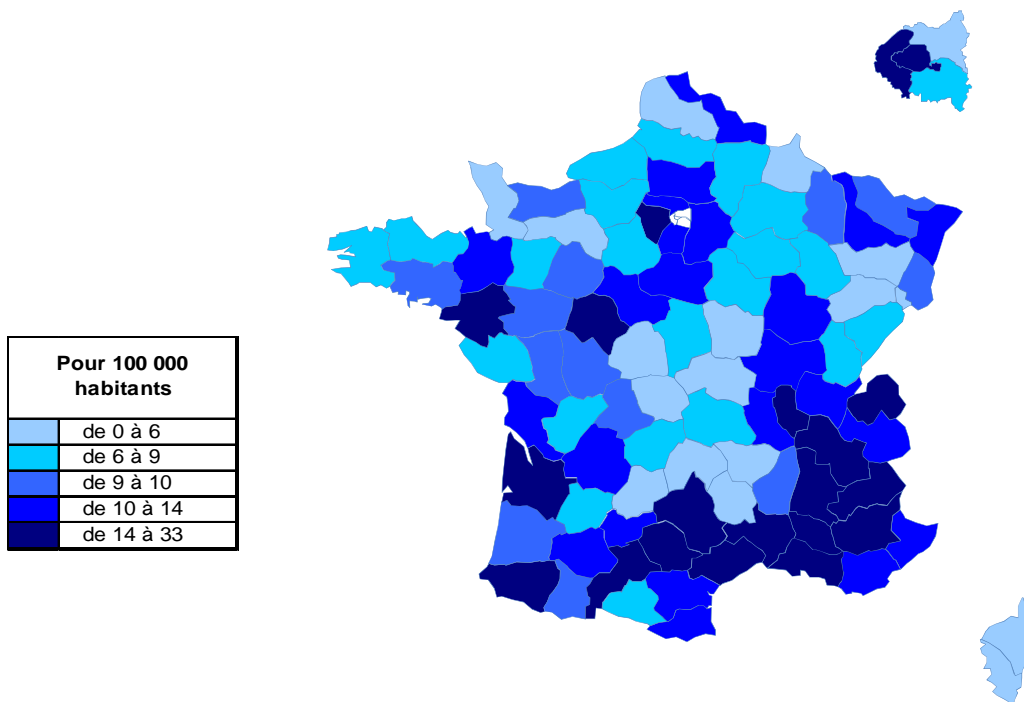 Pour 100 000
habitants
de 0 à 6
de 6 à 9
de 9 à 10
de 10 à 14
de 14 à 33